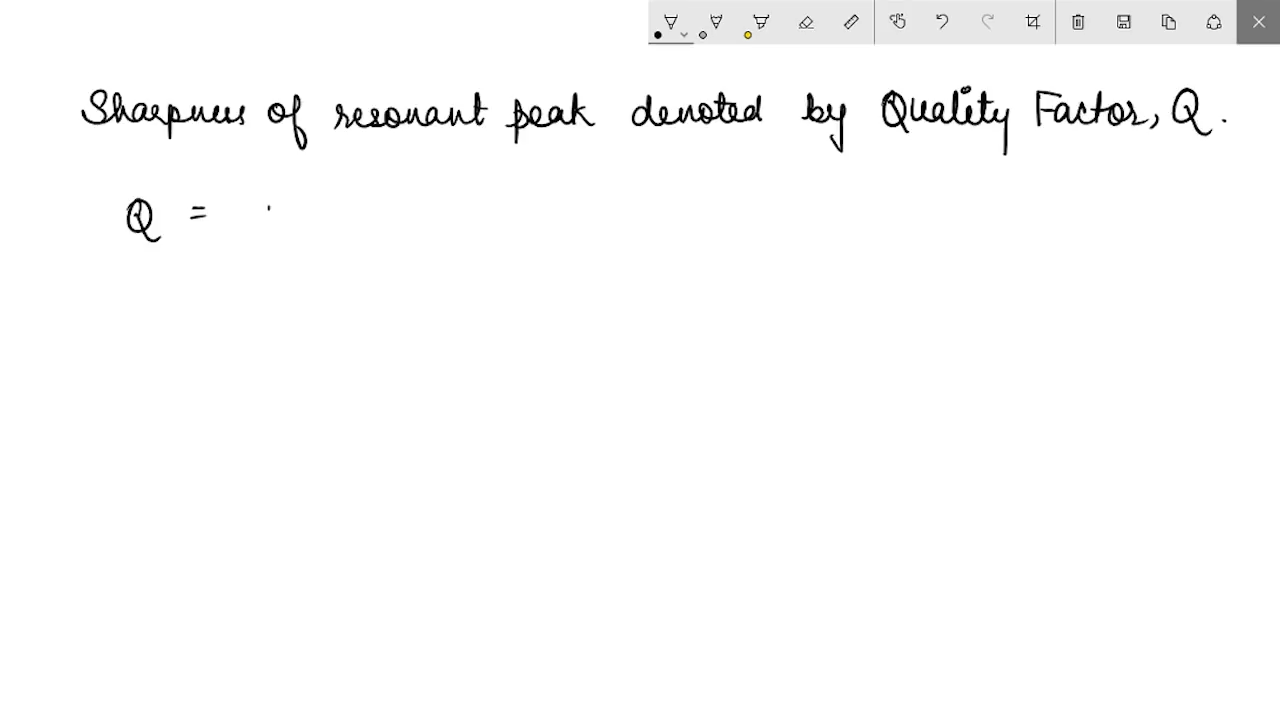 Sharpness of resonant peak denoted by Quality Factor, Q.
Q =